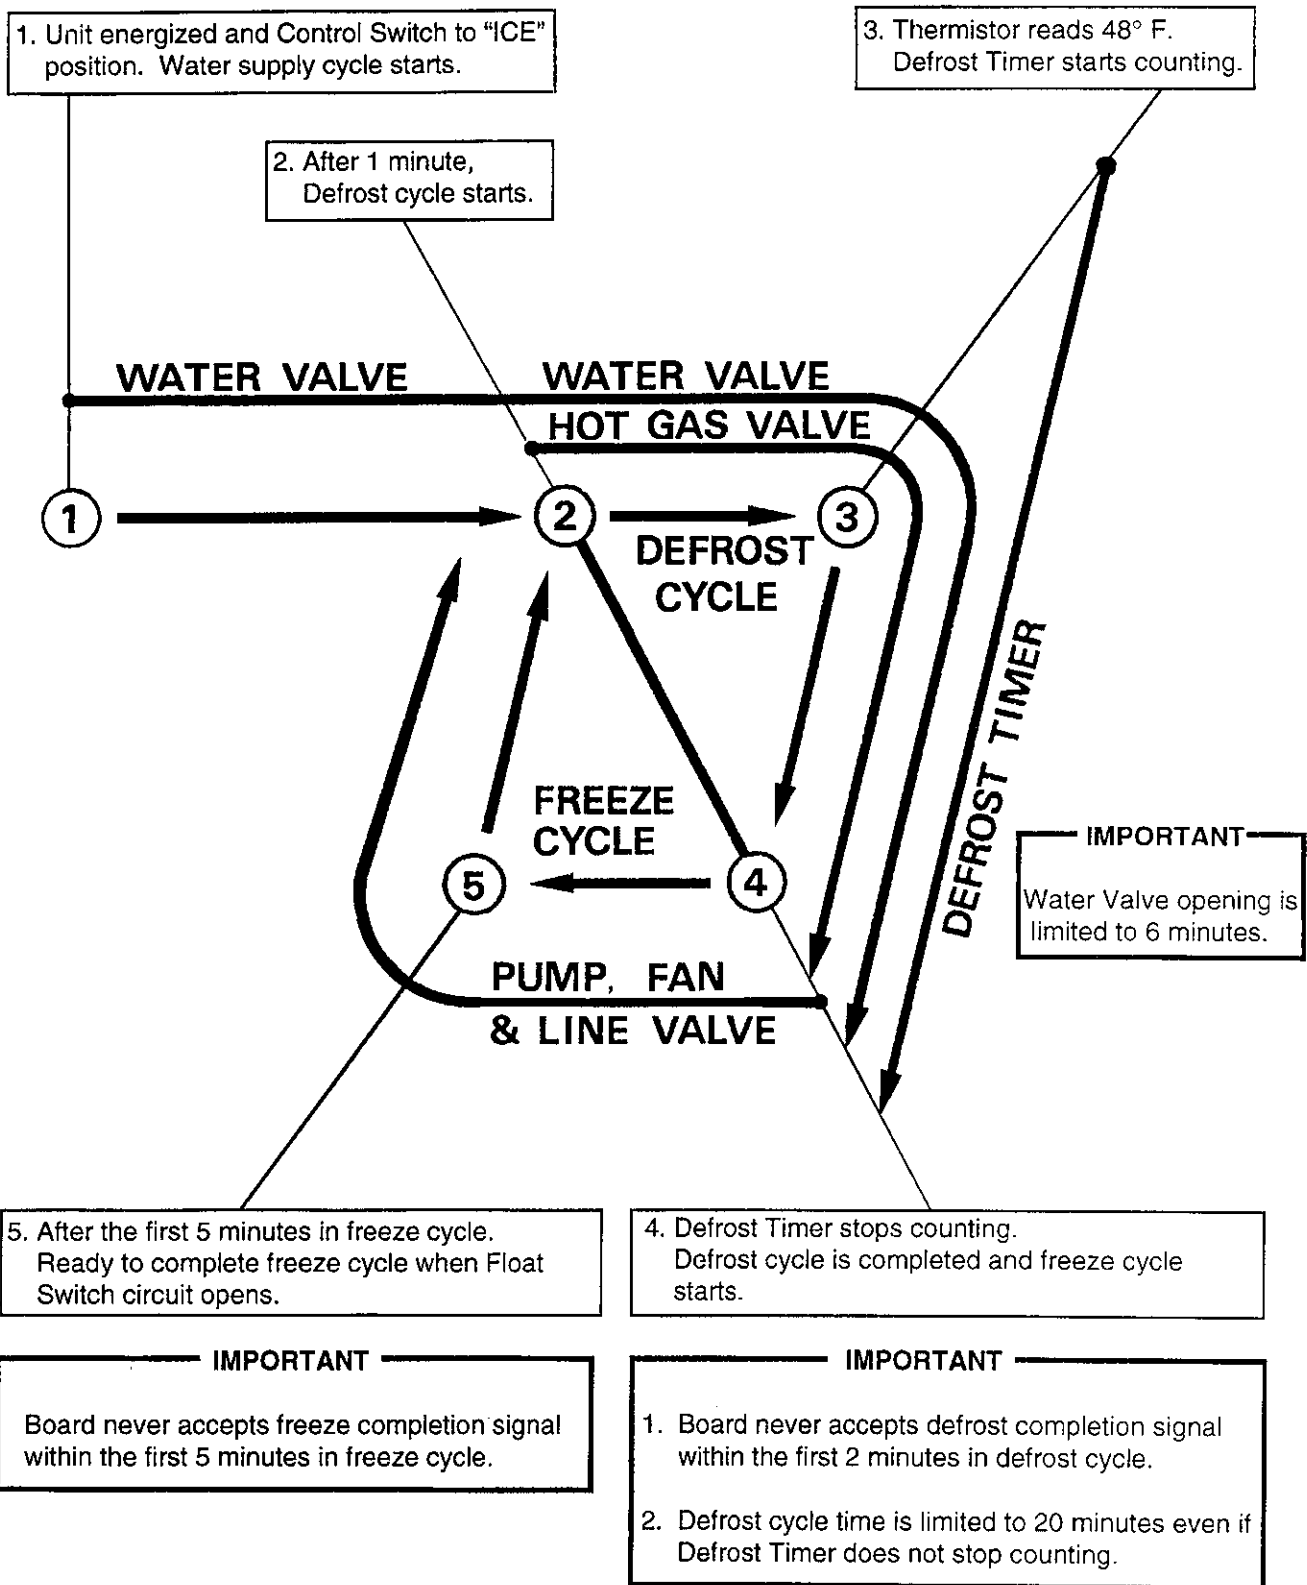 1. Unit energized and Control Switch to “ICE”
position.  Water supply cycle starts.
3. Thermistor reads 48° F.
Defrost Timer starts counting.
2. After 1 minute,
Defrost cycle starts.
WATER VALVE
WATER VALVE
HOT GAS VALVE
1
2
3
DEFROST
CYCLE
DEFROST TIMER
FREEZE
CYCLE
5
4
IMPORTANT
Water Valve opening is
limited to 6 minutes.
PUMP, FAN
& LINE VALVE
5. After the first 5 minutes in freeze cycle.
Ready to complete freeze cycle when Float
Switch circuit opens.
4. Defrost Timer stops counting.
Defrost cycle is completed and freeze cycle
starts.
IMPORTANT
Board never accepts freeze completion signal
within the first 5 minutes in freeze cycle.
IMPORTANT
1. Board never accepts defrost completion signal
within the first 2 minutes in defrost cycle.
2. Defrost cycle time is limited to 20 minutes even if
Defrost Timer does not stop counting.